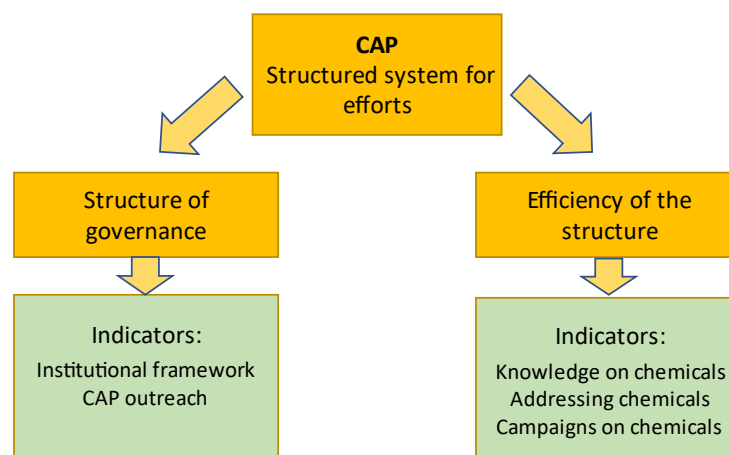 CAP
Structured system for
efforts
Structure of
governance
Efficiency of the
structure
Indicators:
Institutional framework
CAP outreach
Indicators:
Knowledge on chemicals
Addressing chemicals
Campaigns on chemicals